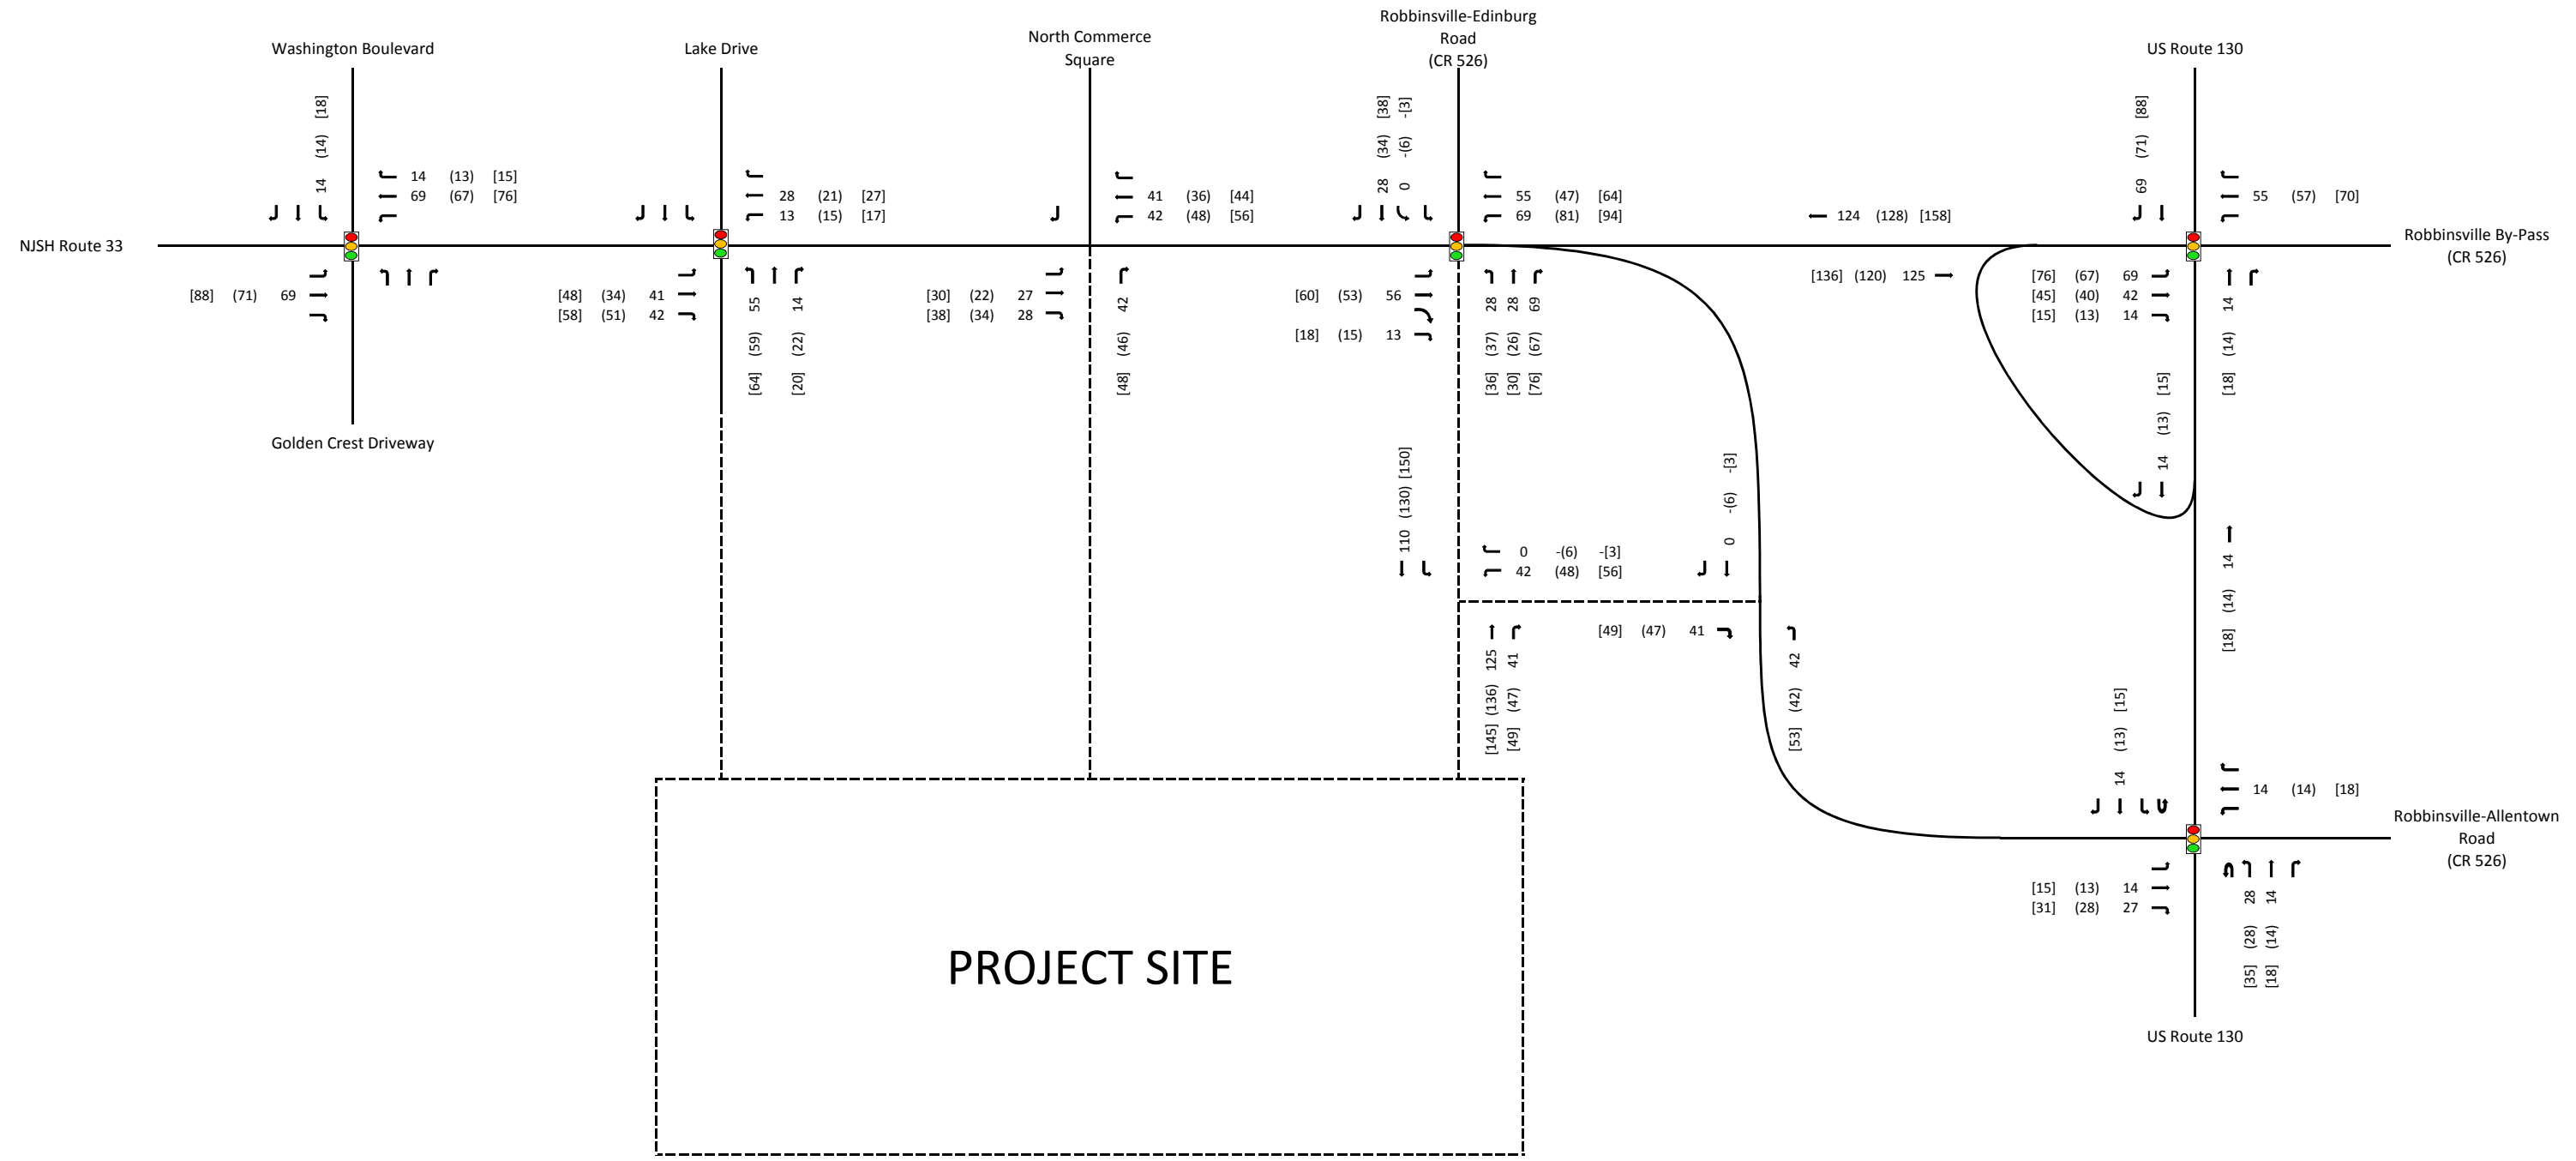 Robbinsville-Edinburg
Road
(CR 526)
Washington Boulevard
Lake Drive
North Commerce
Square
US Route 130
14 (14) [18]
14 (13) [15]
69 (67) [76]
28 (21) [27]
13 (15) [17]
41 (36) [44]
42 (48) [56]
28 (34) [38]
0 -(6) -[3]
55 (47) [64]
69 (81) [94]
124 (128) [158]
69 (71) [88]
55 (57) [70]
NJSH Route 33
Robbinsville By-Pass
(CR 526)
[88] (71) 69
[48] (34) 41
[58] (51) 42
55 (59) [64]
14 (22) [20]
[30] (22) 27
[38] (34) 28
[48] (46) 42
[60] (53) 56
[18] (15) 13
[36] (37) 28
[30] (26) 28
[76] (67) 69
[136] (120) 125
[76] (67) 69
[45] (40) 42
[15] (13) 14
[18] (14) 14
14 (13) [15]
Golden Crest Driveway
110 (130) [150]
0 -(6) -[3]
42 (48) [56]
0 -(6) -[3]
[18] (14) 14
[145] (136) 125
[49] (47) 41
[49] (47) 41
[53] (42) 42
14 (13) [15]
14 (14) [18]
Robbinsville-Allentown
Road
(CR 526)
[15] (13) 14
[31] (28) 27
[35] (28) 28
[18] (14) 14
PROJECT SITE
US Route 130